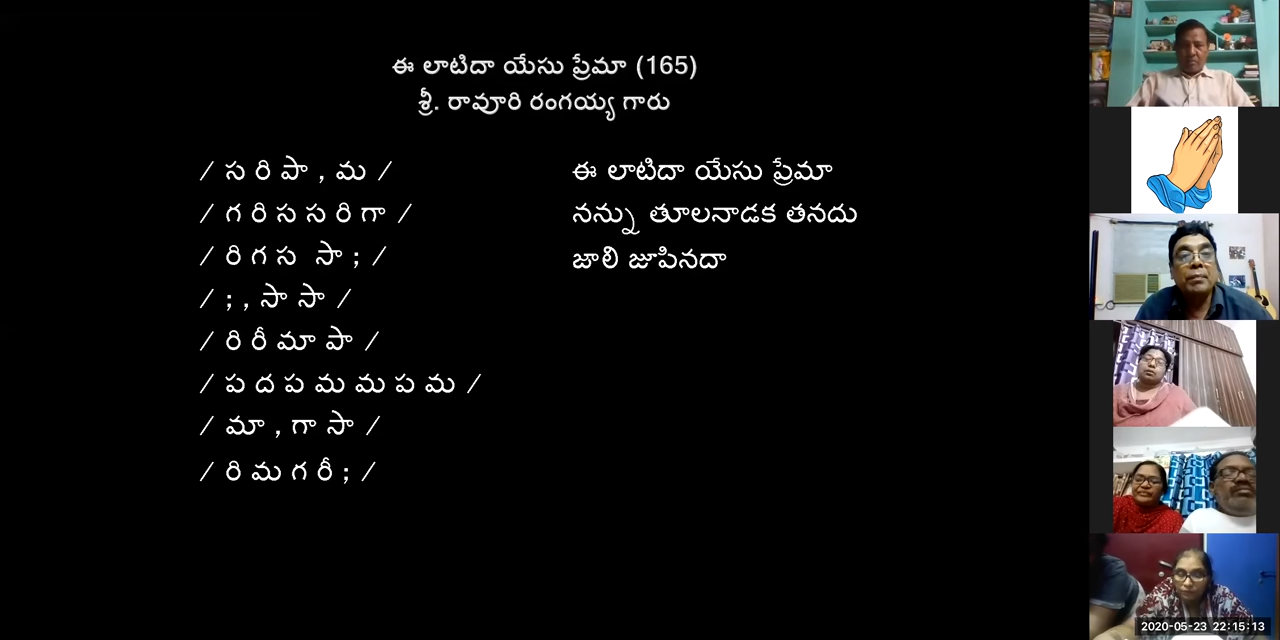 ఈ లాటిదా యేసు ప్రేమా (165)
శ్రీ. రావూరి రంగయ్య గారు
/ స రి పా , మ /
/ గ రి స స రి గా /
/ రి గ స సా ; /
/ ; , సా సా /
/ రి రీ మా పా /
/ ప ద ప మ మ ప మ /
/ మా , గా సా /
/ రి మ గ రీ ; /
ఈ లాటిదా యేసు ప్రేమా
నన్ను తూలనాడక తనదు
జాలి జూపినదా
2020-05-23 22:15:13